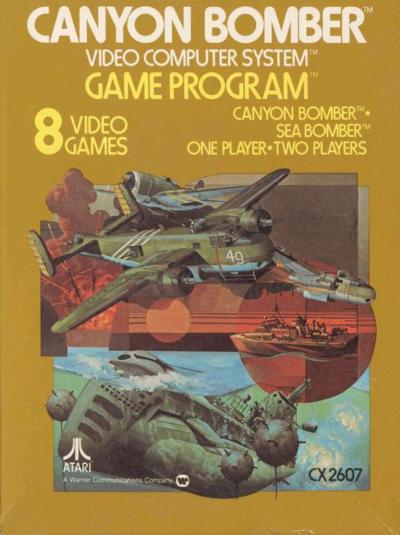 CANYON BOMBER™
VIDEO COMPUTER SYSTEM™
GAME PROGRAM™
8 VIDEO GAMES
CANYON BOMBER™•
SEA BOMBER™
ONE PLAYER•TWO PLAYERS
49
ATARI
A Warner Communications Company
CX2607